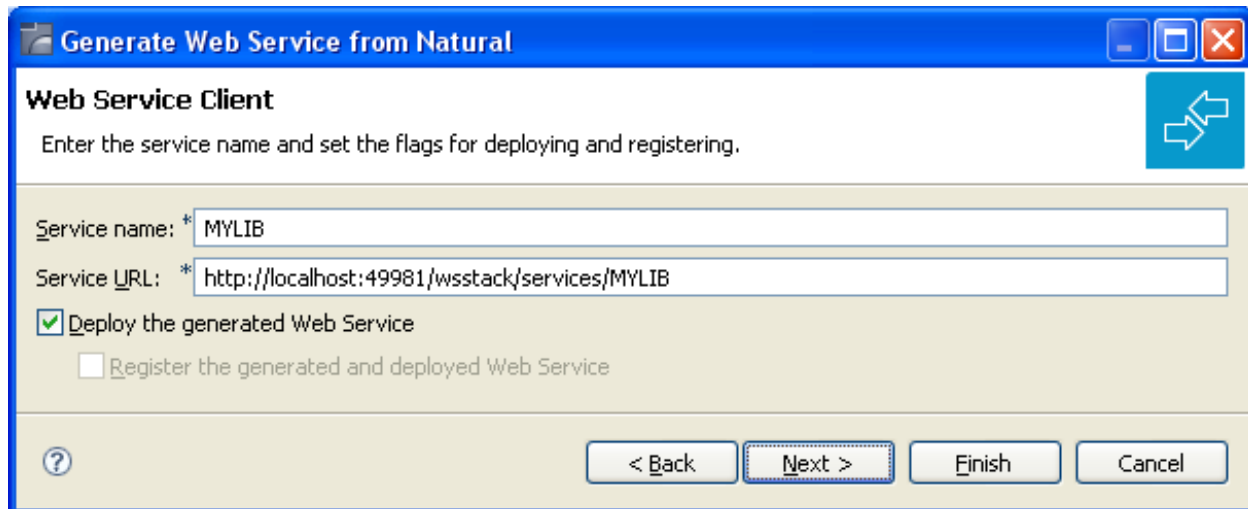 Generate Web Service from Natural
Web Service Client
Enter the service name and set the flags for deploying and registering.
Service name: * MYLIB
Service URL: * http://localhost:49981/wsstack/services/MYLIB
Deploy the generated Web Service
Register the generated and deployed Web Service
? < Back Next > Finish Cancel